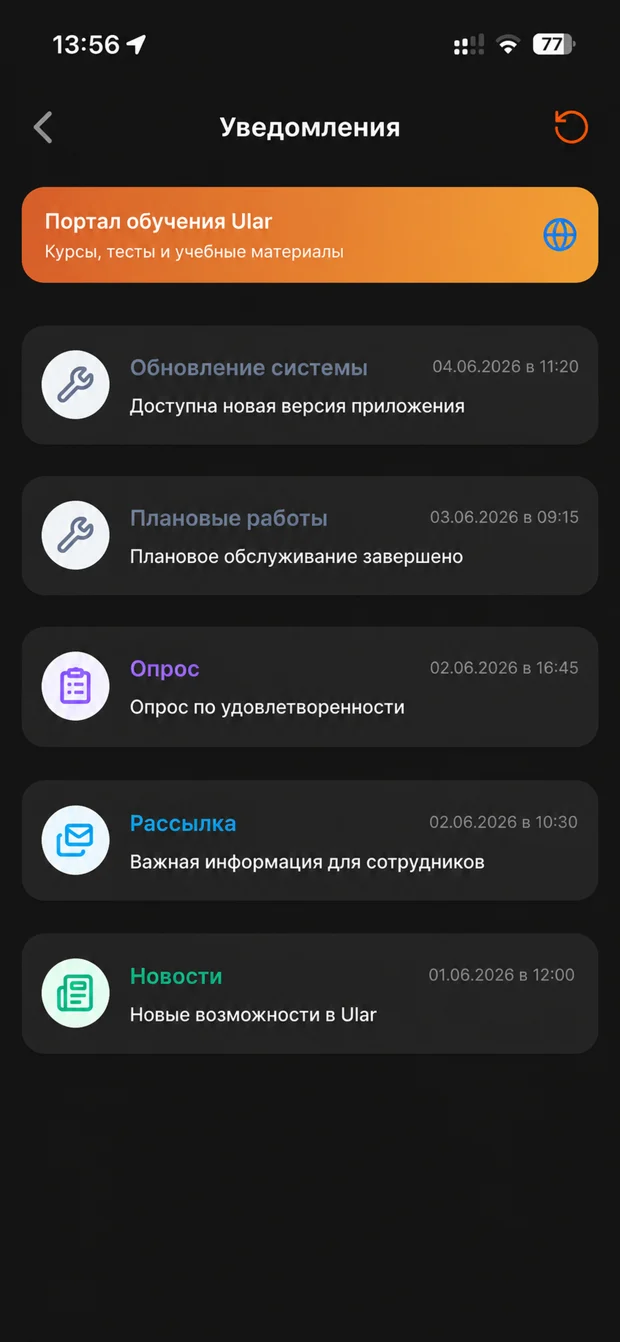 13:56
77
Уведомления
Портал обучения Ular
Курсы, тесты и учебные материалы
Обновление системы 04.06.2026 в 11:20
Доступна новая версия приложения
Плановые работы 03.06.2026 в 09:15
Плановое обслуживание завершено
Опрос 02.06.2026 в 16:45
Опрос по удовлетворенности
Рассылка 02.06.2026 в 10:30
Важная информация для сотрудников
Новости 01.06.2026 в 12:00
Новые возможности в Ular